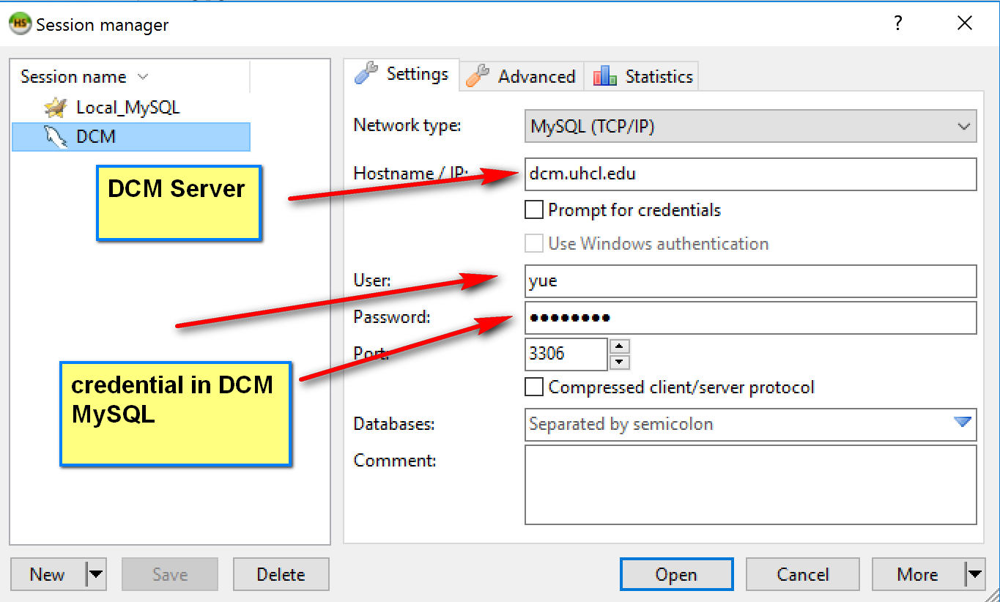 HS Session manager ?
Session name
Local_MySQL
DCM
DCM Server
credential in DCM
MySQL
Settings Advanced Statistics
Network type: MySQL (TCP/IP)
Hostname / IP: dcm.uhcl.edu
Prompt for credentials
Use Windows authentication
User: yue
Password: ••••••••
Port: 3306
Compressed client/server protocol
Databases: Separated by semicolon
Comment:
New Save Delete Open Cancel More